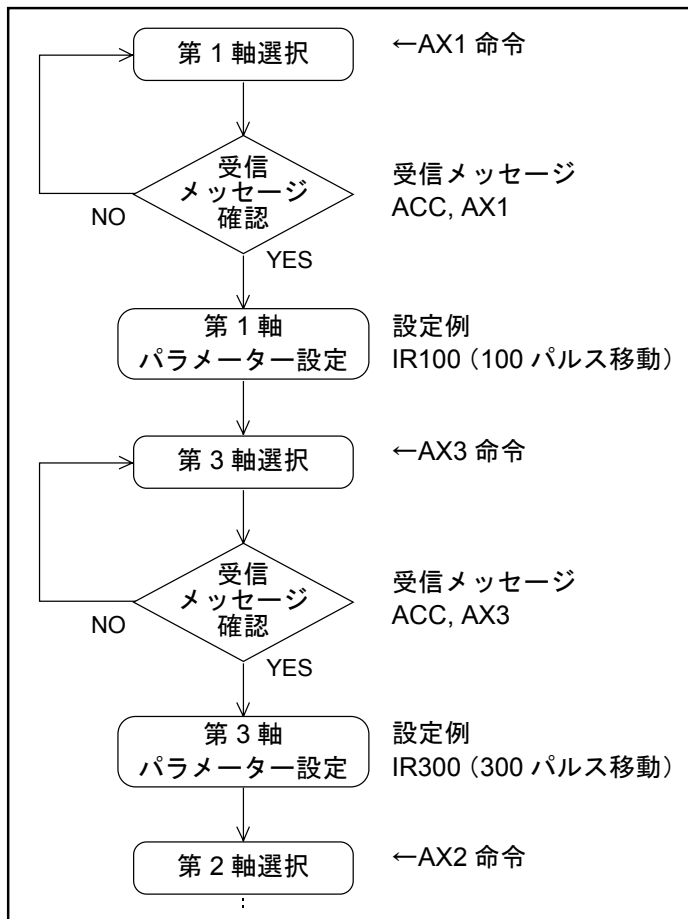 第 1 軸選択
←AX1 命令
受信
メッセージ
確認
NO
YES
受信メッセージ
ACC, AX1
第 1 軸
パラメーター設定
設定例
IR100（100 パルス移動）
第 3 軸選択
←AX3 命令
受信
メッセージ
確認
NO
YES
受信メッセージ
ACC, AX3
第 3 軸
パラメーター設定
設定例
IR300（300 パルス移動）
第 2 軸選択
←AX2 命令